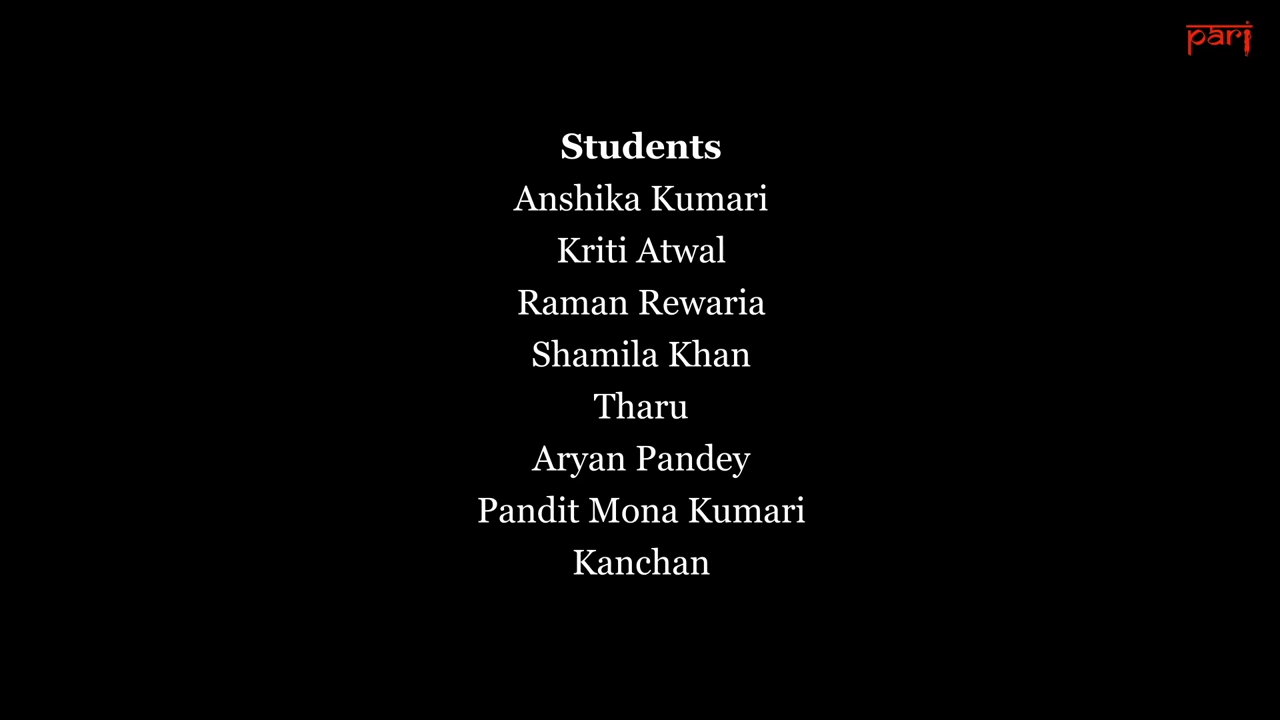 pari
Students
Anshika Kumari
Kriti Atwal
Raman Rewaria
Shamila Khan
Tharu
Aryan Pandey
Pandit Mona Kumari
Kanchan